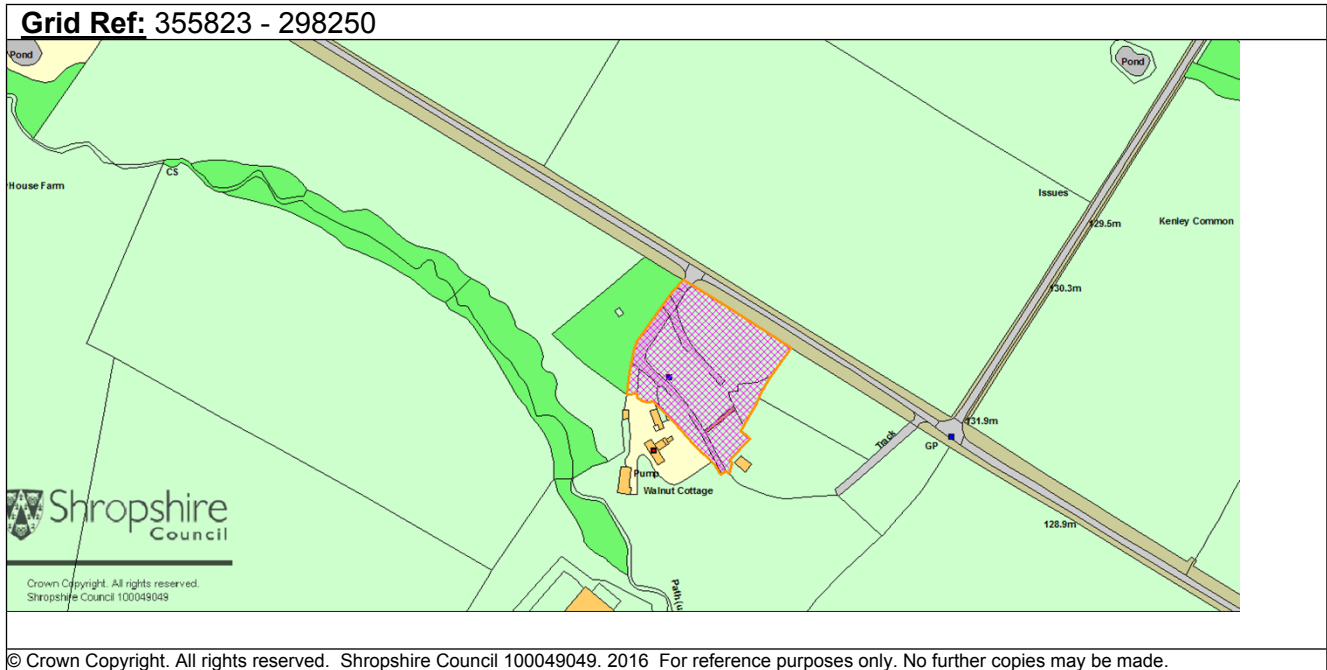 Grid Ref: 355823 - 298250
Pond
Pond
CS
House Farm
Issues
129.5m
Kenley Common
130.3m
131.9m
Track
GP
Pump
Walnut Cottage
128.9m
Shropshire
Council
Crown Copyright. All rights reserved.
Shropshire Council 100049049
Path (u
© Crown Copyright. All rights reserved. Shropshire Council 100049049. 2016 For reference purposes only. No further copies may be made.